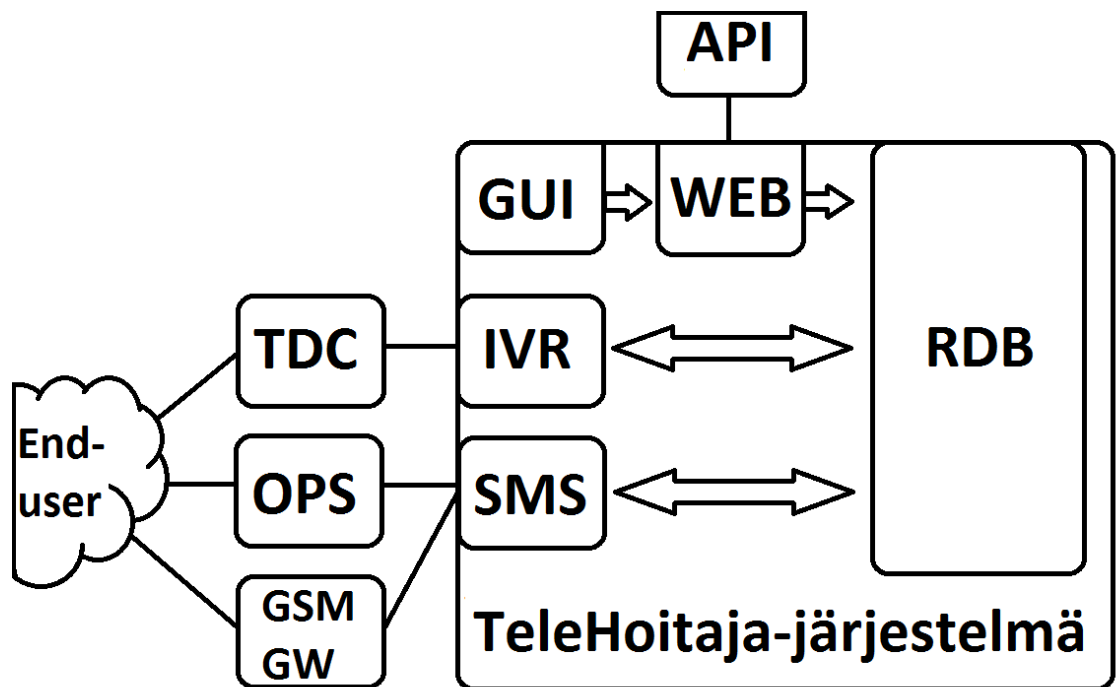 API
GUI
WEB
TDC
IVR
RDB
End-
user
OPS
SMS
GSM
GW
TeleHoitaja-järjestelmä